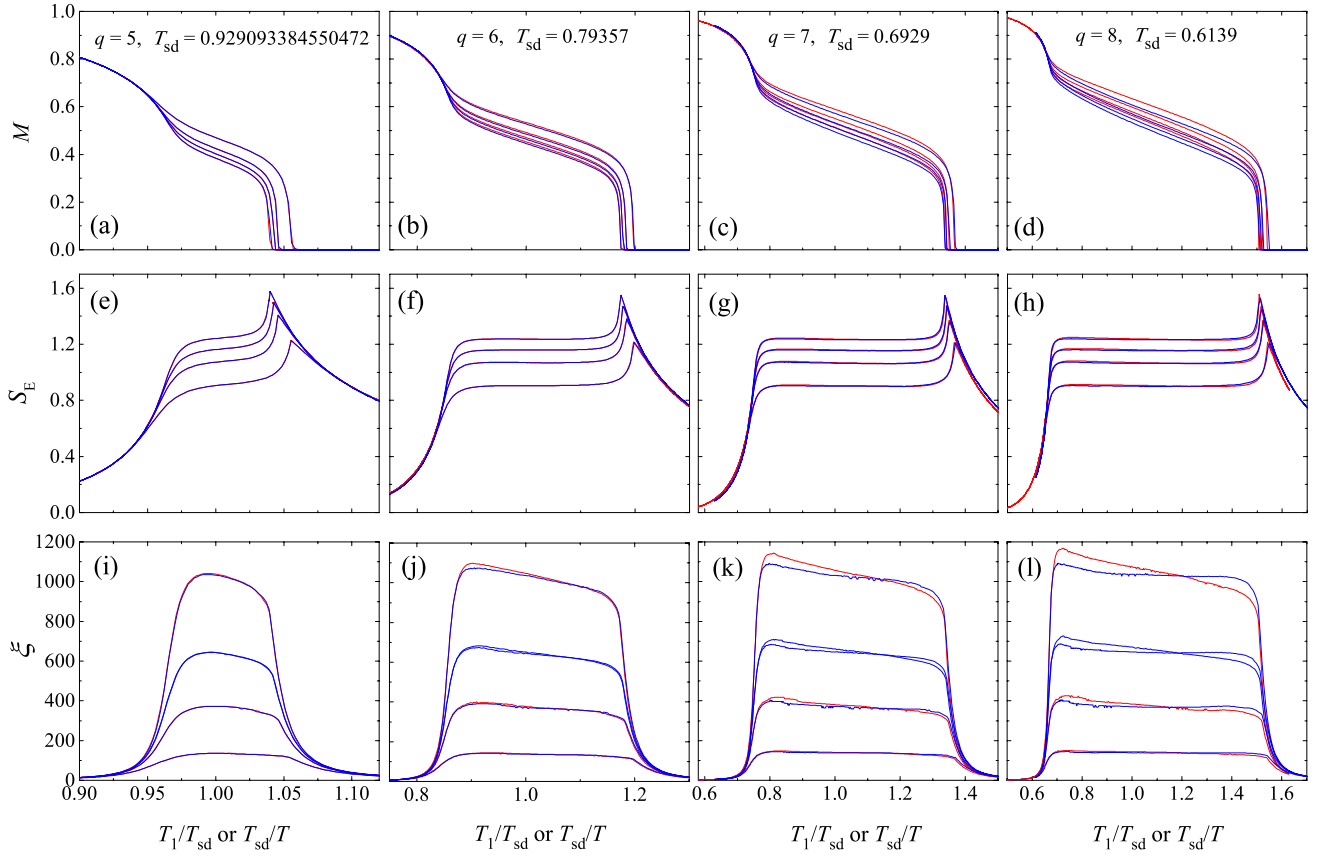 q = 5, T_sd = 0.929093384550472
q = 6, T_sd = 0.79357
q = 7, T_sd = 0.6929
q = 8, T_sd = 0.6139
M
1.0
0.8
0.6
0.4
0.2
0.0
(a)
(b)
(c)
(d)
S_E
1.6
1.2
0.8
0.4
0.0
(e)
(f)
(g)
(h)
ξ
1200
1000
800
600
400
200
0
(i)
(j)
(k)
(l)
0.90 0.95 1.00 1.05 1.10
0.8 1.0 1.2
0.6 0.8 1.0 1.2 1.4
0.6 0.8 1.0 1.2 1.4 1.6
T_1/T_sd or T_sd/T
T_1/T_sd or T_sd/T
T_1/T_sd or T_sd/T
T_1/T_sd or T_sd/T